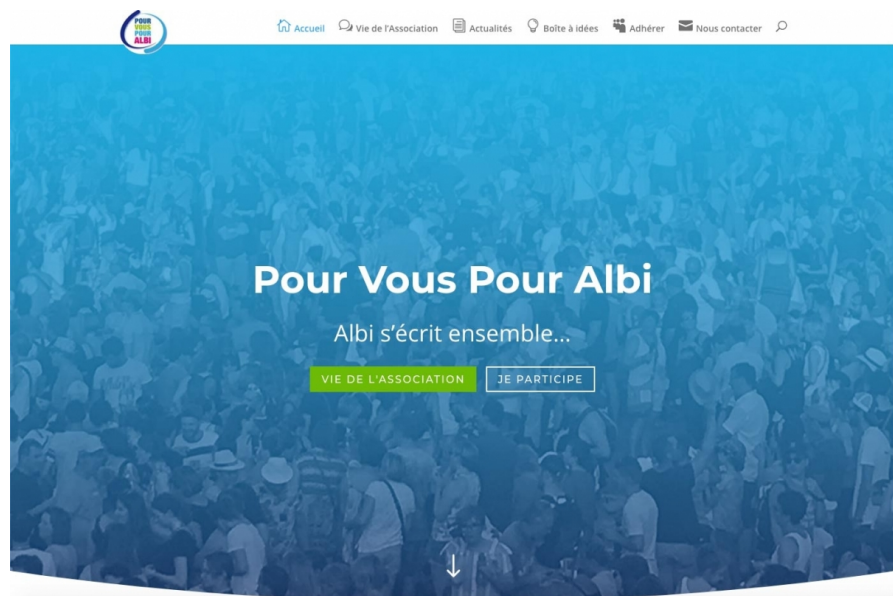 POUR
VOUS
POUR
ALBI
Accueil
Vie de l'Association
Actualités
Boîte à idées
Adhérer
Nous contacter
Pour Vous Pour Albi
Albi s'écrit ensemble...
VIE DE L'ASSOCIATION
JE PARTICIPE